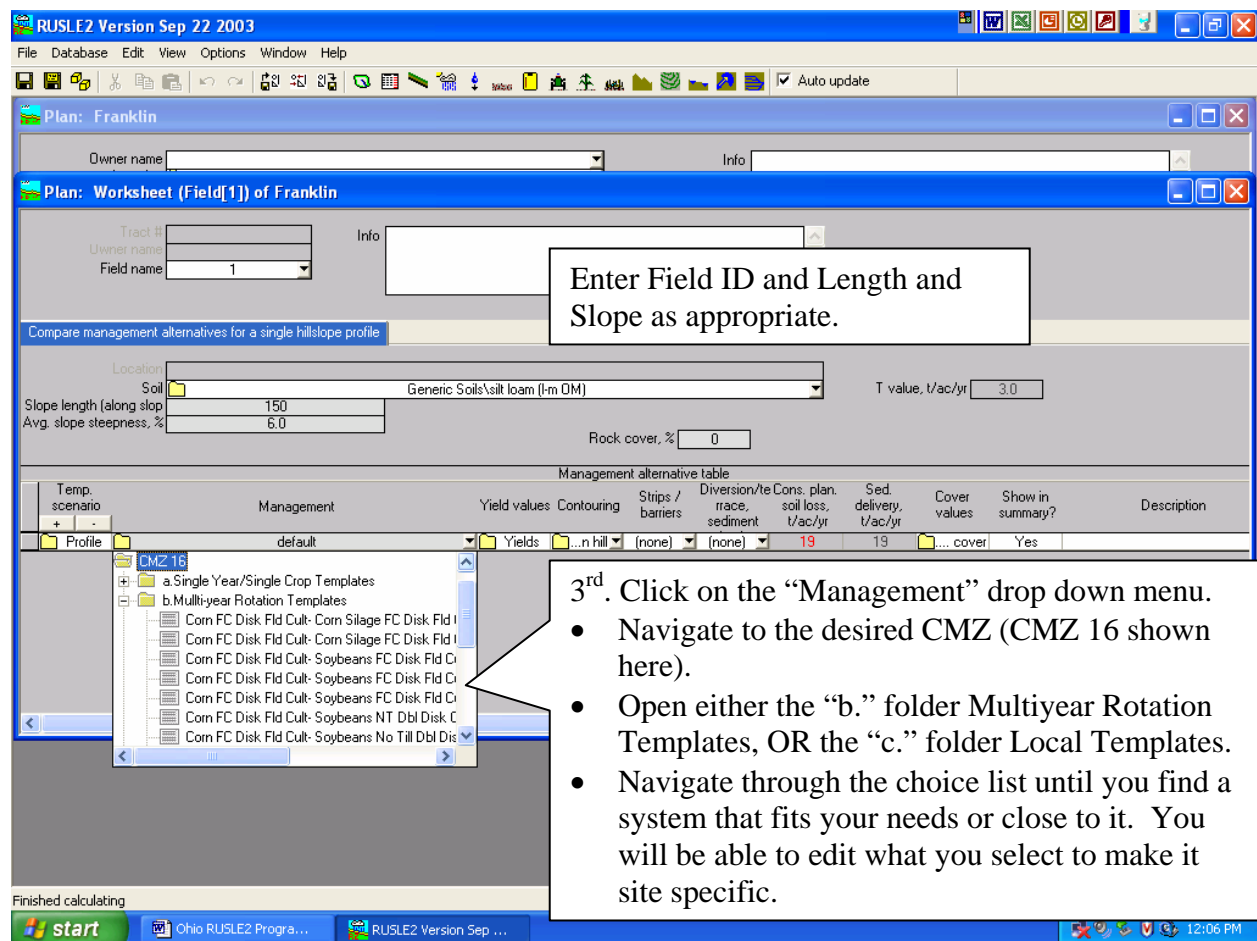 RUSLE2 Version Sep 22 2003
File Database Edit View Options Window Help
Auto update
Plan: Franklin
Owner name
Info
Plan: Worksheet (Field[1]) of Franklin
Tract #
Owner name
Info
Field name 1
Enter Field ID and Length and
Slope as appropriate.
Compare management alternatives for a single hillslope profile
Location
Soil Generic Soils\silt loam (l-m OM)
T value, t/ac/yr 3.0
Slope length (along slop 150
Avg. slope steepness, % 6.0
Rock cover, % 0
Management alternative table
Temp. scenario
+ -
Management
Yield values
Contouring
Strips / barriers
Diversion/te rrace, sediment
Cons. plan. soil loss, t/ac/yr
Sed. delivery, t/ac/yr
Cover values
Show in summary?
Description
Profile default Yields ...n hill (none) (none) 19 19 .... cover Yes
CMZ 16
a.Single Year/Single Crop Templates
b.Mullti-year Rotation Templates
Corn FC Disk Fld Cult- Corn Silage FC Disk Fld
Corn FC Disk Fld Cult- Corn Silage FC Disk Fld
Corn FC Disk Fld Cult- Soybeans FC Disk Fld
Corn FC Disk Fld Cult- Soybeans FC Disk Fld
Corn FC Disk Fld Cult- Soybeans FC Disk Fld
Corn FC Disk Fld Cult- Soybeans NT Dbl Disk
Corn FC Disk Fld Cult- Soybeans No Till Dbl Dis
3rd. Click on the “Management” drop down menu.
• Navigate to the desired CMZ (CMZ 16 shown
here).
• Open either the “b.” folder Multiyear Rotation
Templates, OR the “c.” folder Local Templates.
• Navigate through the choice list until you find a
system that fits your needs or close to it. You
will be able to edit what you select to make it
site specific.
Finished calculating
start
Ohio RUSLE2 Progra...
RUSLE2 Version Sep ...
12:06 PM